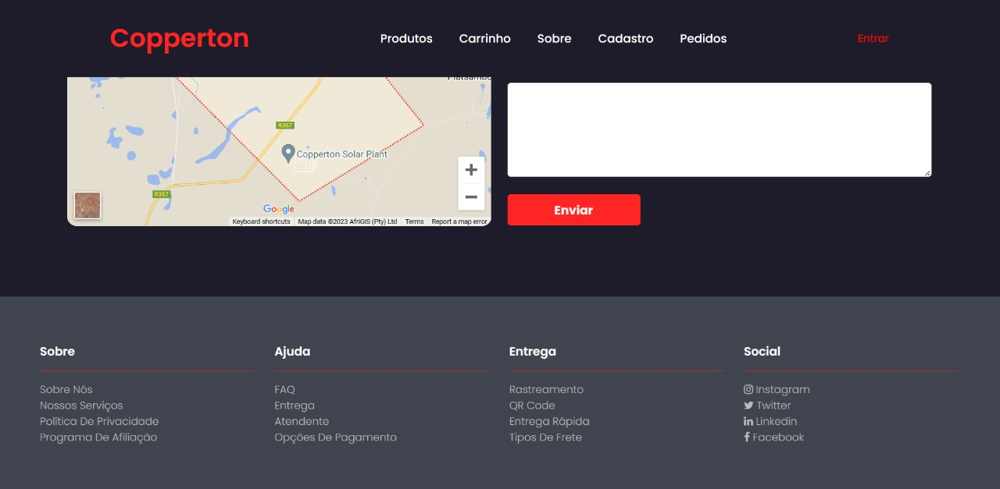 Copperton
Produtos Carrinho Sobre Cadastro Pedidos
Entrar
R357
Copperton Solar Plant
R357
Google
Keyboard shortcuts Map data ©2023 AfriGIS (Pty) Ltd Terms Report a map error
Enviar
Sobre
Sobre Nós
Nossos Serviços
Política De Privacidade
Programa De Afiliação
Ajuda
FAQ
Entrega
Atendente
Opções De Pagamento
Entrega
Rastreamento
QR Code
Entrega Rápida
Tipos De Frete
Social
Instagram
Twitter
Linkedin
Facebook